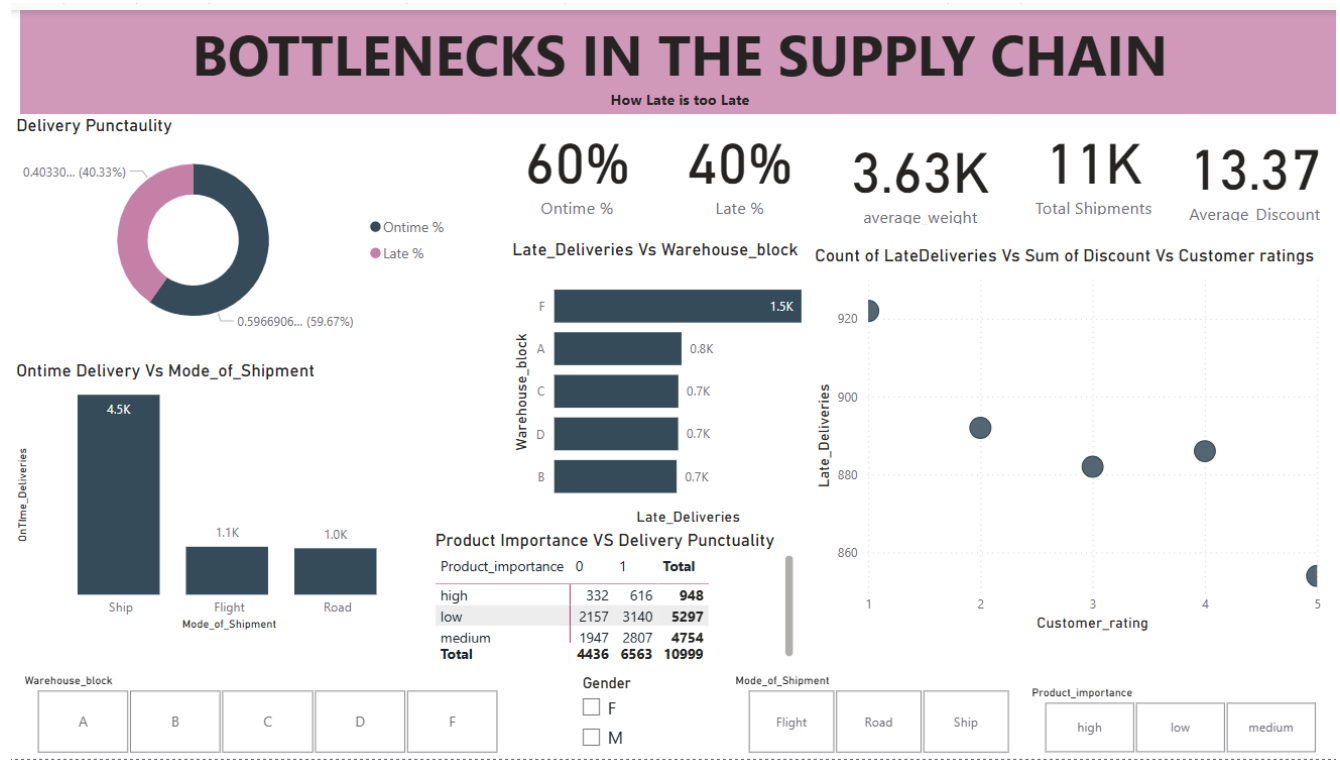 BOTTLENECKS IN THE SUPPLY CHAIN
How Late is too Late
Delivery Punctaulity
0.40330... (40.33%)
0.5966906... (59.67%)
Ontime %
Late %
60%
Ontime %
40%
Late %
3.63K
average_weight
11K
Total Shipments
13.37
Average_Discount
Ontime Delivery Vs Mode_of_Shipment
OnTIme_Deliveries
4.5K
1.1K
1.0K
Ship
Flight
Road
Mode_of_Shipment
Late_Deliveries Vs Warehouse_block
Warehouse_block
F
1.5K
A
0.8K
C
0.7K
D
0.7K
B
0.7K
Late_Deliveries
Product Importance VS Delivery Punctuality
Product_importance 0 1 Total
high 332 616 948
low 2157 3140 5297
medium 1947 2807 4754
Total 4436 6563 10999
Count of LateDeliveries Vs Sum of Discount Vs Customer ratings
Late_Deliveries
920
900
880
860
1 2 3 4 5
Customer_rating
Warehouse_block
A B C D F
Gender
F
M
Mode_of_Shipment
Flight Road Ship
Product_importance
high low medium